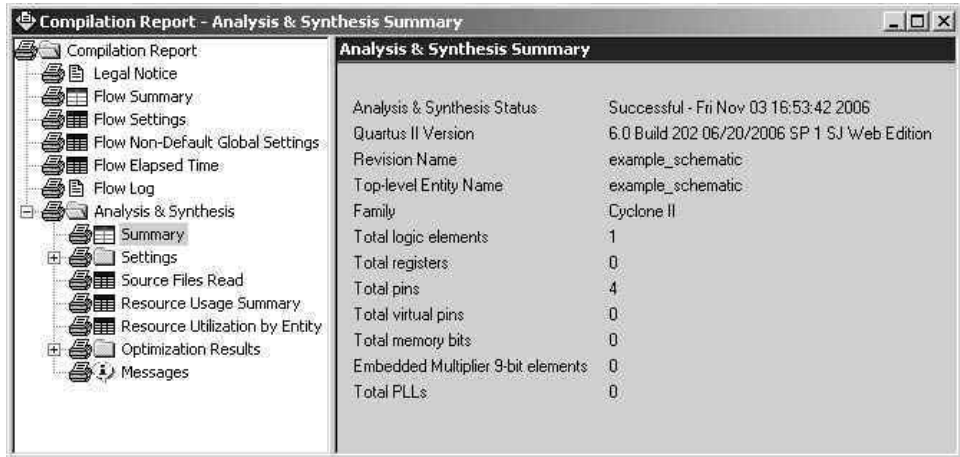 Compilation Report - Analysis & Synthesis Summary
Compilation Report
Legal Notice
Flow Summary
Flow Settings
Flow Non-Default Global Settings
Flow Elapsed Time
Flow Log
Analysis & Synthesis
Summary
Settings
Source Files Read
Resource Usage Summary
Resource Utilization by Entity
Optimization Results
Messages
Analysis & Synthesis Summary
Analysis & Synthesis Status Successful - Fri Nov 03 16:53:42 2006
Quartus II Version 6.0 Build 202 06/20/2006 SP 1 SJ Web Edition
Revision Name example_schematic
Top-level Entity Name example_schematic
Family Cyclone II
Total logic elements 1
Total registers 0
Total pins 4
Total virtual pins 0
Total memory bits 0
Embedded Multiplier 9-bit elements 0
Total PLLs 0